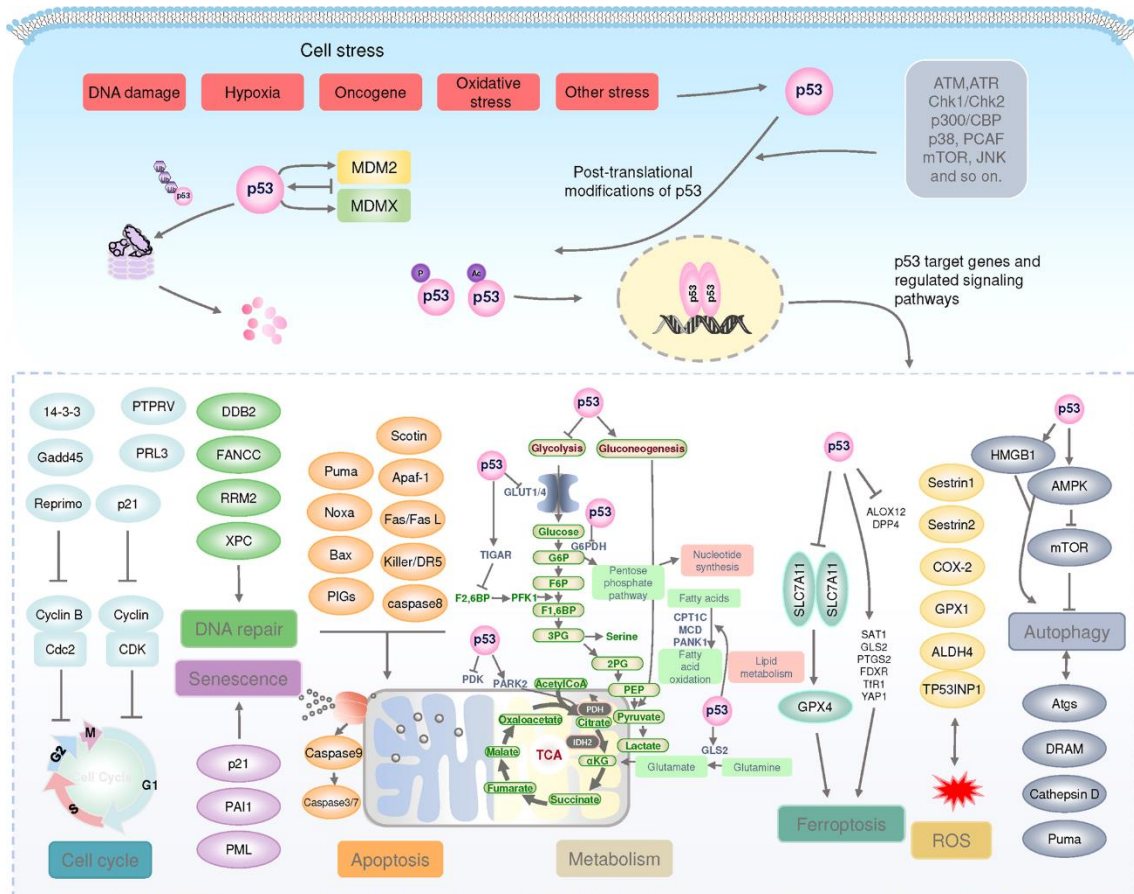 Cell stress
DNA damage
Hypoxia
Oncogene
Oxidative
stress
Other stress
p53
ATM,ATR
Chk1/Chk2
p300/CBP
p38, PCAF
mTOR, JNK
and so on.
p53
p53
MDM2
MDMX
Post-translational
modifications of p53
P
p53
Ac
p53
p53
p53
p53 target genes and
regulated signaling
pathways
14-3-3
PTPRV
Gadd45
PRL3
Reprimo
p21
Cyclin B
Cdc2
Cyclin
CDK
M
G2
S
G1
Cell Cycle
Cell cycle
DDB2
FANCC
RRM2
XPC
DNA repair
Senescence
p21
PAI1
PML
Scotin
Puma
Apaf-1
Noxa
Fas/Fas L
Bax
Killer/DR5
PIGs
caspase8
Caspase9
Caspase3/7
Apoptosis
p53
Glycolysis
Gluconeogenesis
p53
GLUT1/4
p53
Glucose
G6PDH
TIGAR
G6P
Nucleotide
synthesis
Pentose
phosphate
pathway
F6P
F2,6BP
PFK1
F1,6BP
Fatty acids
CPT1C
MCD
PANK1
3PG
Serine
Fatty acid
oxidation
Lipid
metabolism
p53
PDK
PARK2
2PG
AcetylCoA
PEP
PDH
Oxaloacetate
Citrate
Pyruvate
p53
TCA
IDH2
Malate
αKG
Lactate
GLS2
Glutamate
Glutamine
Fumarate
Succinate
Metabolism
p53
ALOX12
DPP4
SLC7A11
SLC7A11
SAT1
GLS2
PTGS2
FDXR
TIR1
YAP1
GPX4
Ferroptosis
Sestrin1
Sestrin2
COX-2
GPX1
ALDH4
TP53INP1
ROS
p53
HMGB1
AMPK
mTOR
Autophagy
Atgs
DRAM
Cathepsin D
Puma